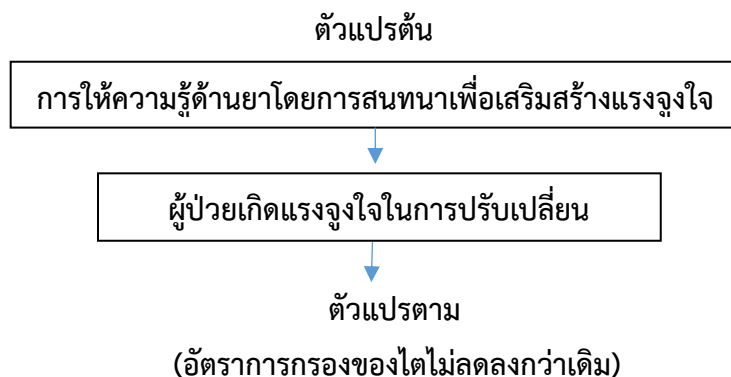 ตัวแปรต้น
การให้ความรู้ด้านยาโดยการสนทนาเพื่อเสริมสร้างแรงจูงใจ
ผู้ป่วยเกิดแรงจูงใจในการปรับเปลี่ยน
ตัวแปรตาม
(อัตราการกรองของไตไม่ลดลงกว่าเดิม)